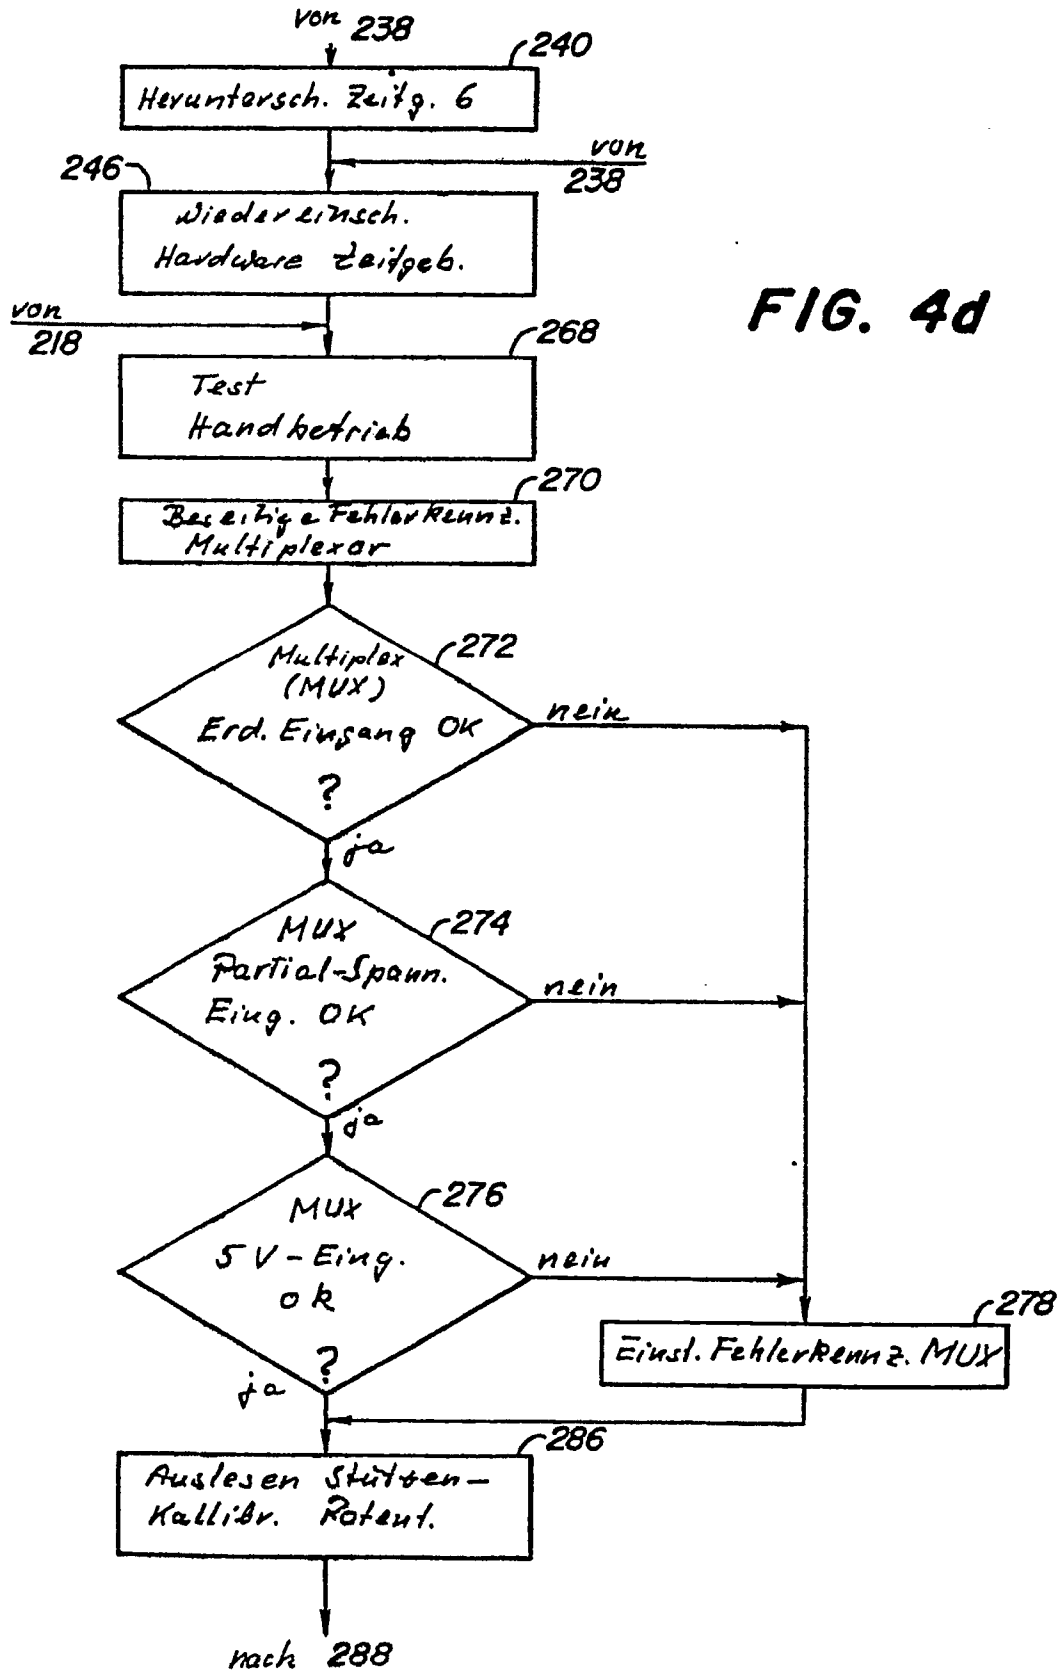 von 238
240
Heruntersch. Zeitg. 6
von
238
246
Wiedereinsch.
Hardware Zeitgeb.
von
218
FIG. 4d
268
Test
Handbetrieb
270
Beseitige Fehlerkennz.
Multiplexer
272
Multiplex
(MUX)
Erd. Eingang OK
?
nein
ja
274
MUX
Partial-Spann.
Eing. OK
?
nein
ja
276
MUX
5 V - Eing.
ok
?
nein
ja
278
Einst. Fehlerkennz. MUX
286
Auslesen Stützen-
Kallibr. Potent.
nach 288